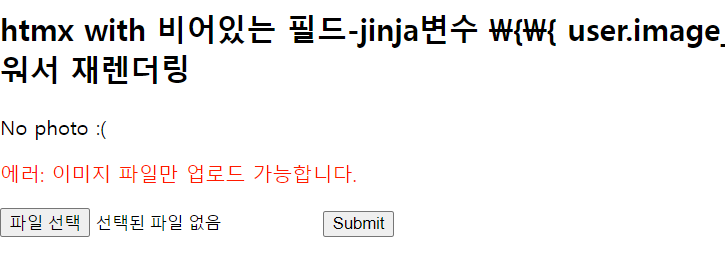 htmx with 비어있는 필드-jinja변수 ₩{₩{ user.image_
워서 재렌더링
No photo :(
에러: 이미지 파일만 업로드 가능합니다.
파일 선택 선택된 파일 없음 Submit